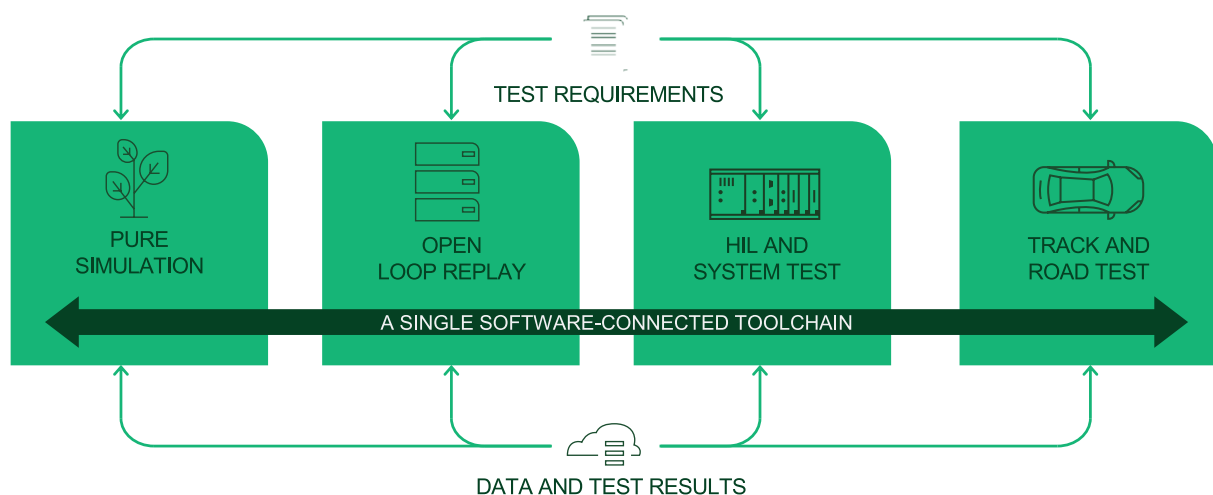 TEST REQUIREMENTS
PURE
SIMULATION
OPEN
LOOP REPLAY
HIL AND
SYSTEM TEST
TRACK AND
ROAD TEST
A SINGLE SOFTWARE-CONNECTED TOOLCHAIN
DATA AND TEST RESULTS